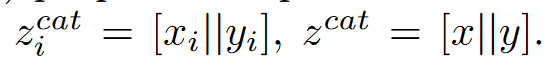 z_i^{cat} = [x_i||y_i], z^{cat} = [x||y].